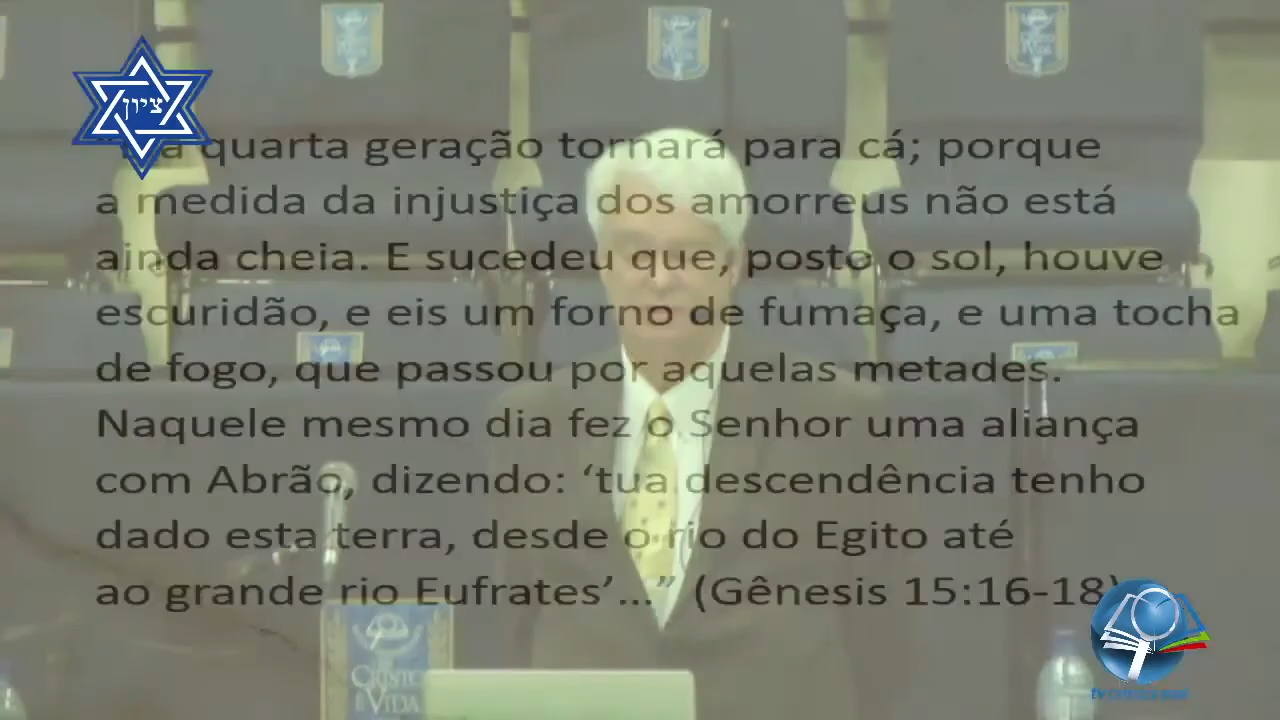 ציון
quarta geração tornará para cá; porque
a medida da injustiça dos amorreus não está
ainda cheia. E sucedeu que, posto o sol, houve
escuridão, e eis um forno de fumaça, e uma tocha
de fogo, que passou por aquelas metades.
Naquele mesmo dia fez o Senhor uma aliança
com Abrão, dizendo: ‘tua descendência tenho
dado esta terra, desde o rio do Egito até
ao grande rio Eufrates’...” (Gênesis 15:16-18)
CRISTO
É VIDA